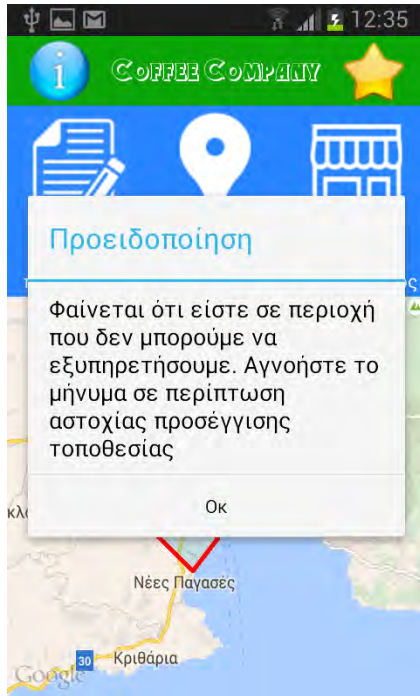 12:35
COFFEE COMPANY
Προειδοποίηση
Φαίνεται ότι είστε σε περιοχή
που δεν μπορούμε να
εξυπηρετήσουμε. Αγνοήστε το
μήνυμα σε περίπτωση
αστοχίας προσέγγισης
τοποθεσίας
Οκ
Νέες Παγασές
30
Κριθάρια
Google